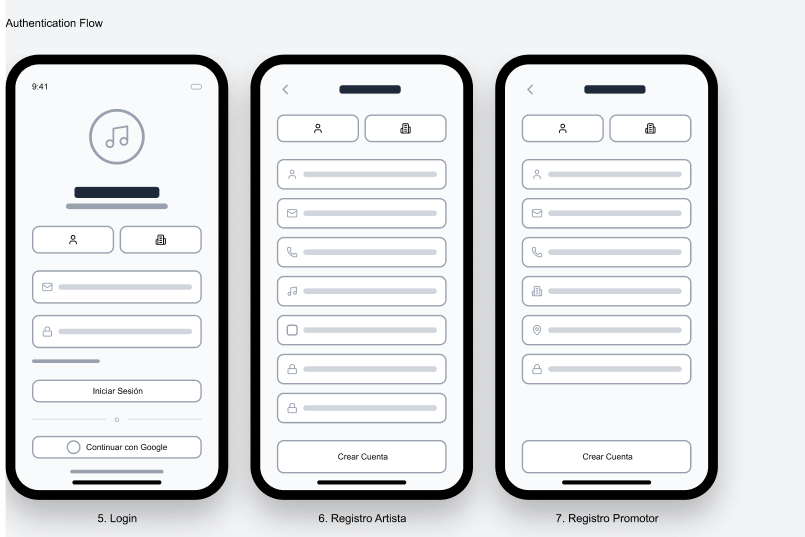 Authentication Flow
9:41
Iniciar Sesión
o
Continuar con Google
Crear Cuenta
Crear Cuenta
5. Login
6. Registro Artista
7. Registro Promotor